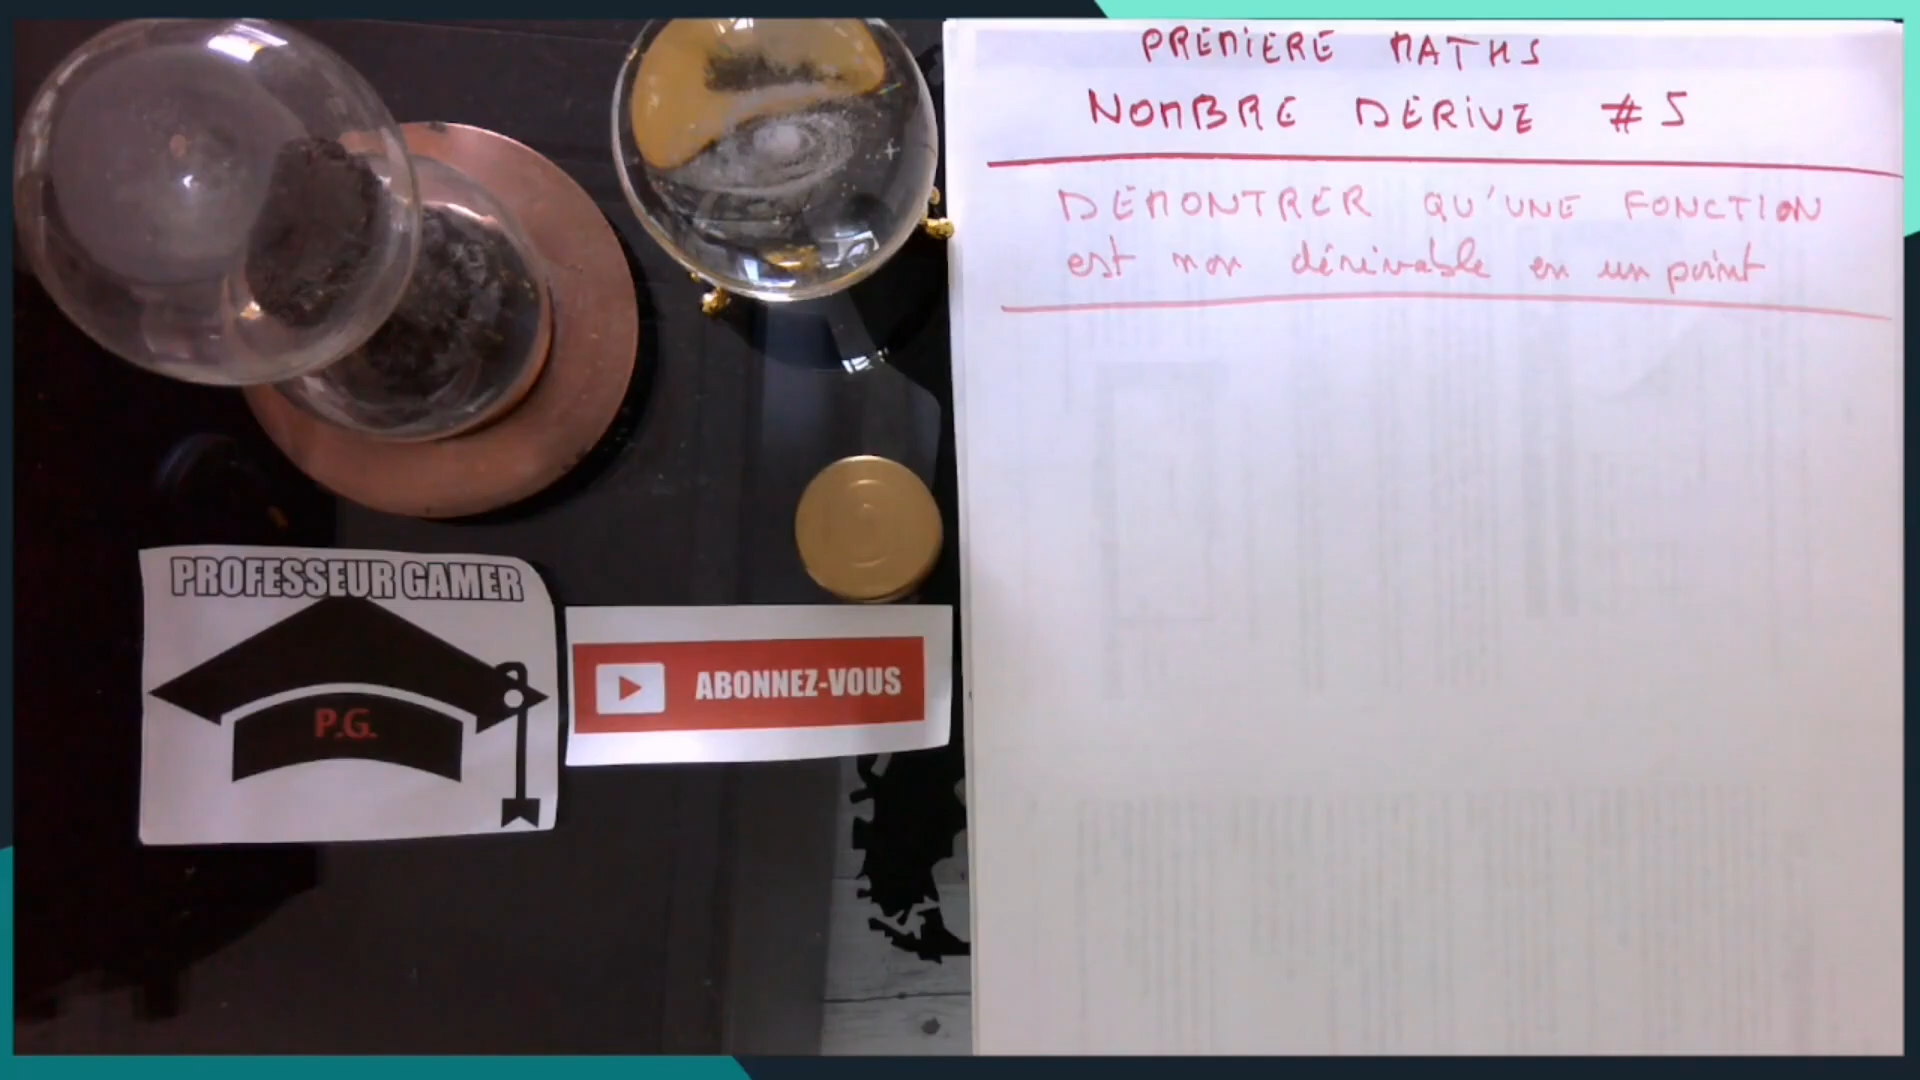 PREMIERE MATHS
NOMBRE DERIVE #5
DEMONTRER QU'UNE FONCTION
est non dérivable en un point
PROFESSEUR GAMER
P.G.
ABONNEZ-VOUS